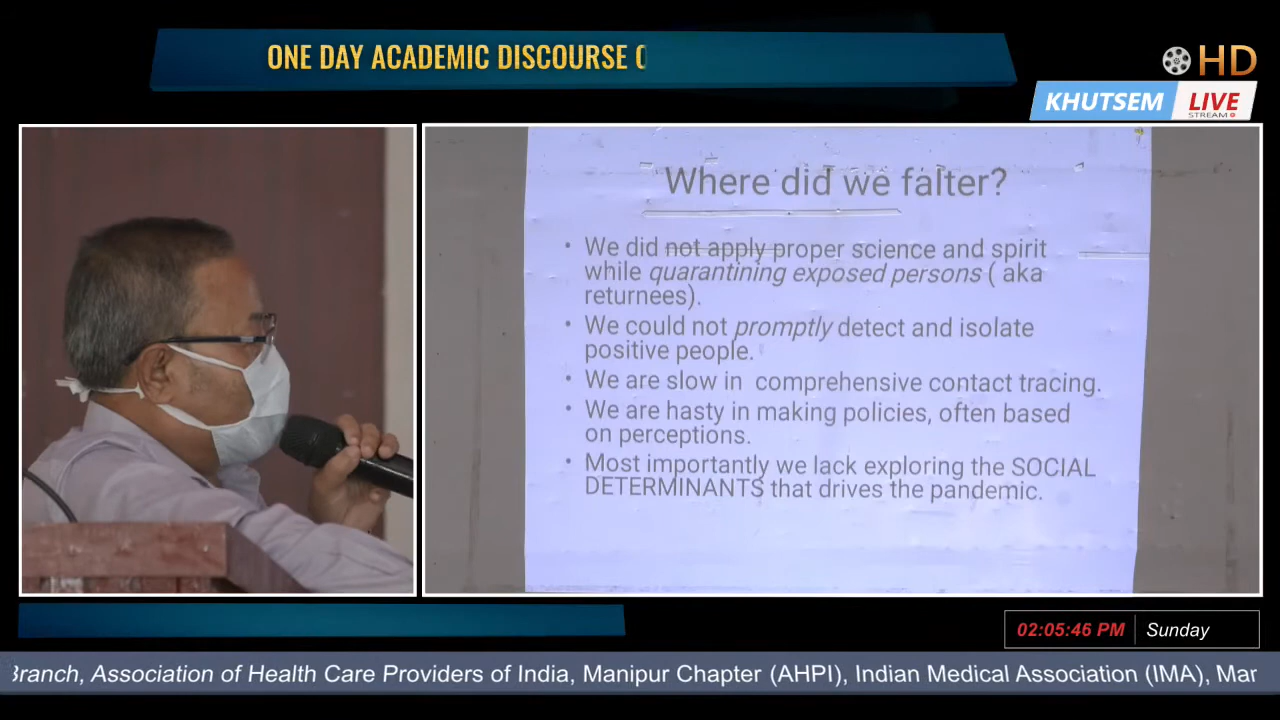 ONE DAY ACADEMIC DISCOURSE
HD
KHUTSEM LIVE
STREAM
Where did we falter?
• We did not apply proper science and spirit
while quarantining exposed persons ( aka
returnees).
• We could not promptly detect and isolate
positive people.
• We are slow in comprehensive contact tracing.
• We are hasty in making policies, often based
on perceptions.
• Most importantly we lack exploring the SOCIAL
DETERMINANTS that drives the pandemic.
02:05:46 PM Sunday
Branch, Association of Health Care Providers of India, Manipur Chapter (AHPI), Indian Medical Association (IMA), Mar